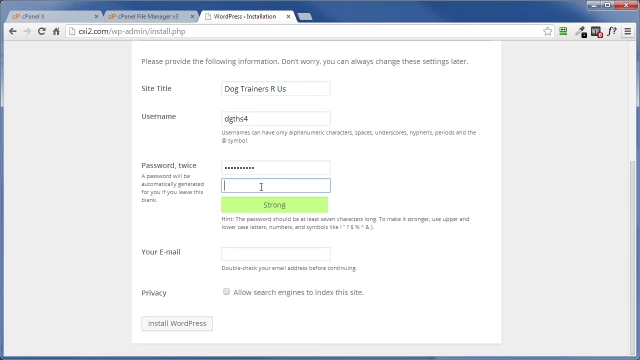 cPanel X
cPanel File Manager v3
WordPress › Installation
cxi2.com/wp-admin/install.php
Please provide the following information. Don't worry, you can always change these settings later.
Site Title
Dog Trainers R Us
Username
dgths4
Usernames can have only alphanumeric characters, spaces, underscores, hyphens, periods and the
@ symbol.
Password, twice
A password will be
automatically generated
for you if you leave this
blank.
••••••••••
Strong
Hint: The password should be at least seven characters long. To make it stronger, use upper and
lower case letters, numbers, and symbols like ! " ? $ % ^ & ).
Your E-mail
Double-check your email address before continuing.
Privacy
Allow search engines to index this site.
Install WordPress